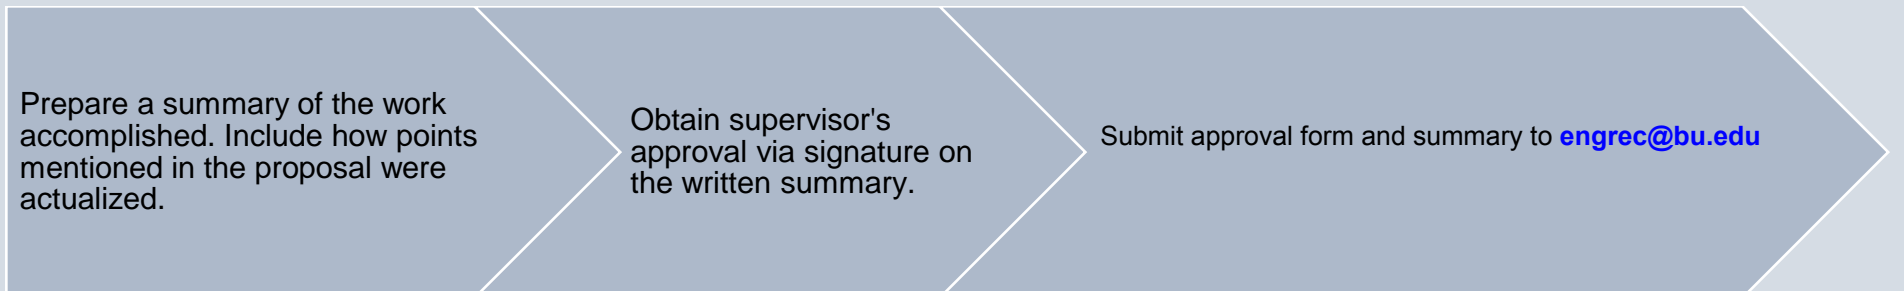 Prepare a summary of the work
accomplished. Include how points
mentioned in the proposal were
actualized.
Obtain supervisor's
approval via signature on
the written summary.
Submit approval form and summary to engrec@bu.edu